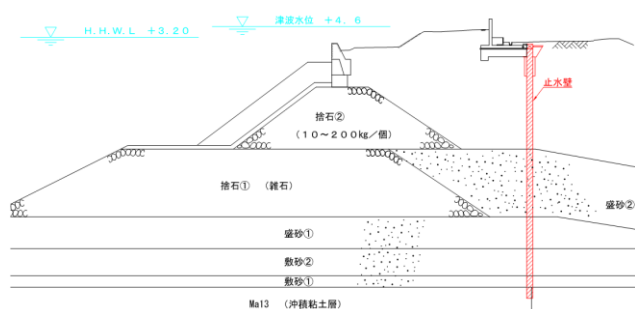 H.H.W.L +3.20
津波水位 +4.6
止水壁
捨石②
(10～200kg／個)
捨石① (雑石)
盛砂②
盛砂①
敷砂②
敷砂①
Ma13 (沖積粘土層)